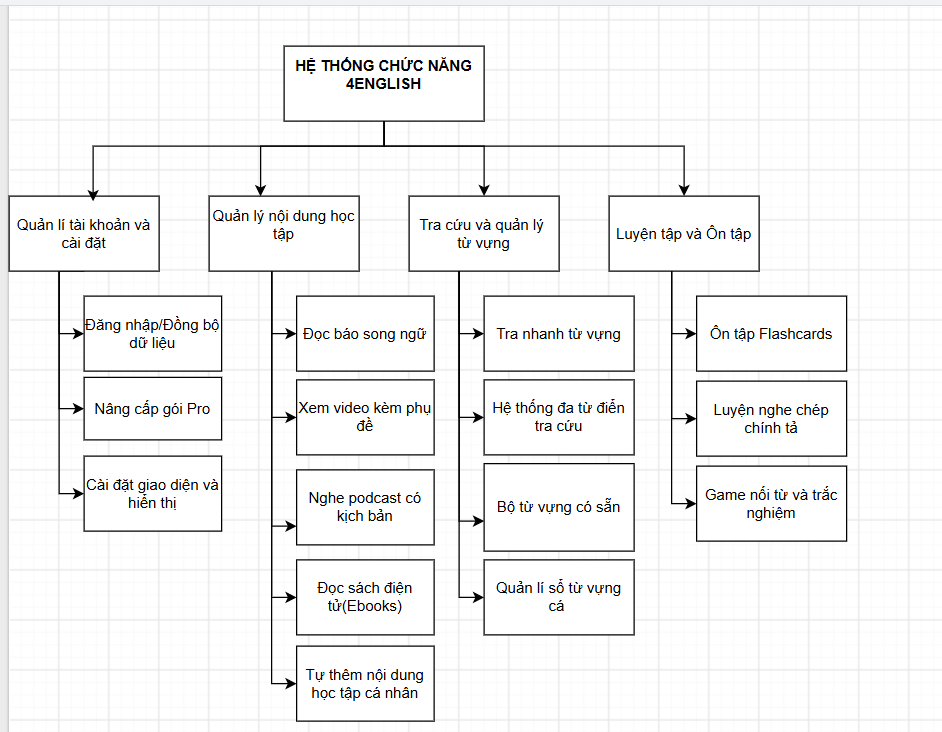 HỆ THỐNG CHỨC NĂNG
4ENGLISH
Quản lí tài khoản và
cài đặt
Quản lý nội dung học
tập
Tra cứu và quản lý
từ vựng
Luyện tập và Ôn tập
Đăng nhập/Đồng bộ
dữ liệu
Nâng cấp gói Pro
Cài đặt giao diện và
hiển thị
Đọc báo song ngữ
Xem video kèm phụ
đề
Nghe podcast có
kịch bản
Đọc sách điện
tử(Ebooks)
Tự thêm nội dung
học tập cá nhân
Tra nhanh từ vựng
Hệ thống đa từ điển
tra cứu
Bộ từ vựng có sẵn
Quản lí sổ từ vựng
cá
Ôn tập Flashcards
Luyện nghe chép
chính tả
Game nối từ và trắc
nghiệm